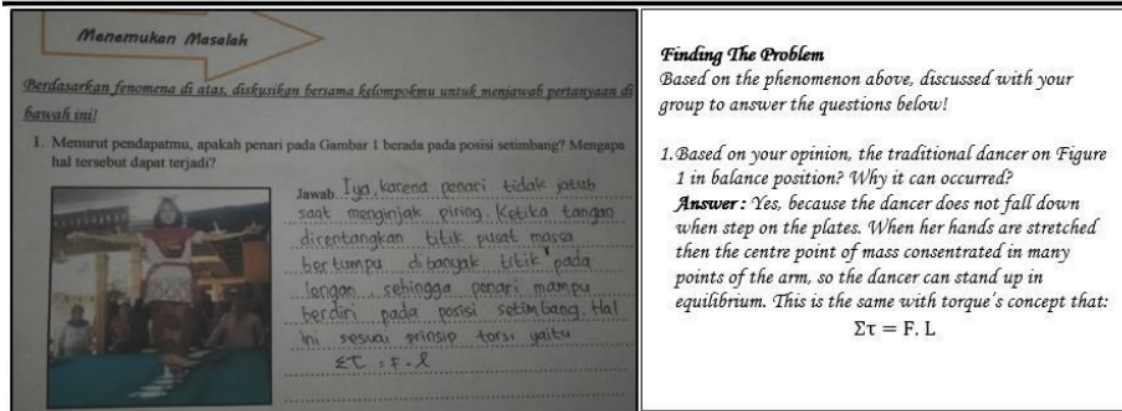 Menemukan Masalah
Berdasarkan fenomena di atas, diskusikan bersama kelompokmu untuk menjawab pertanyaan di
bawah ini!
1. Menurut pendapatmu, apakah penari pada Gambar 1 berada pada posisi setimbang? Mengapa
hal tersebut dapat terjadi?
Jawab Iya, karena penari tidak jatuh
saat menginjak piring. Ketika tangan
direntangkan titik pusat massa
bertumpu dibanyak titik pada
lengan, sehingga penari mampu
berdiri pada posisi setimbang. Hal
ini sesuai prinsip torsi yaitu
Στ = F . l
Finding The Problem
Based on the phenomenon above, discussed with your
group to answer the questions below!
1. Based on your opinion, the traditional dancer on Figure
1 in balance position? Why it can occurred?
Answer : Yes, because the dancer does not fall down
when step on the plates. When her hands are stretched
then the centre point of mass consentrated in many
points of the arm, so the dancer can stand up in
equilibrium. This is the same with torque's concept that:
Στ = F. L